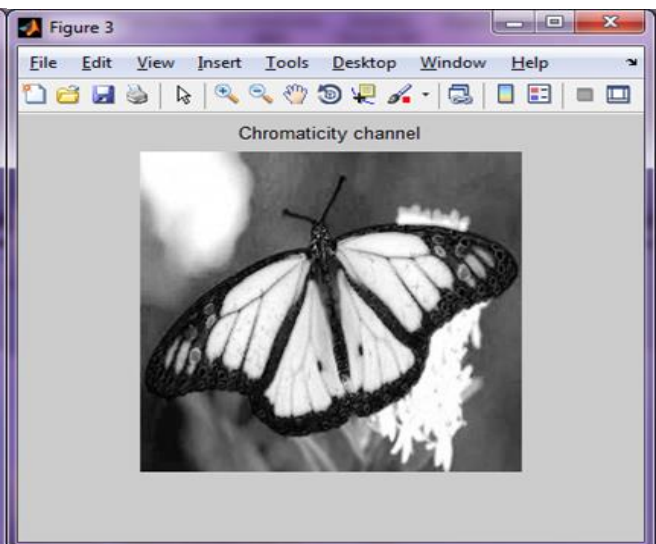 Figure 3
File Edit View Insert Tools Desktop Window Help
Chromaticity channel